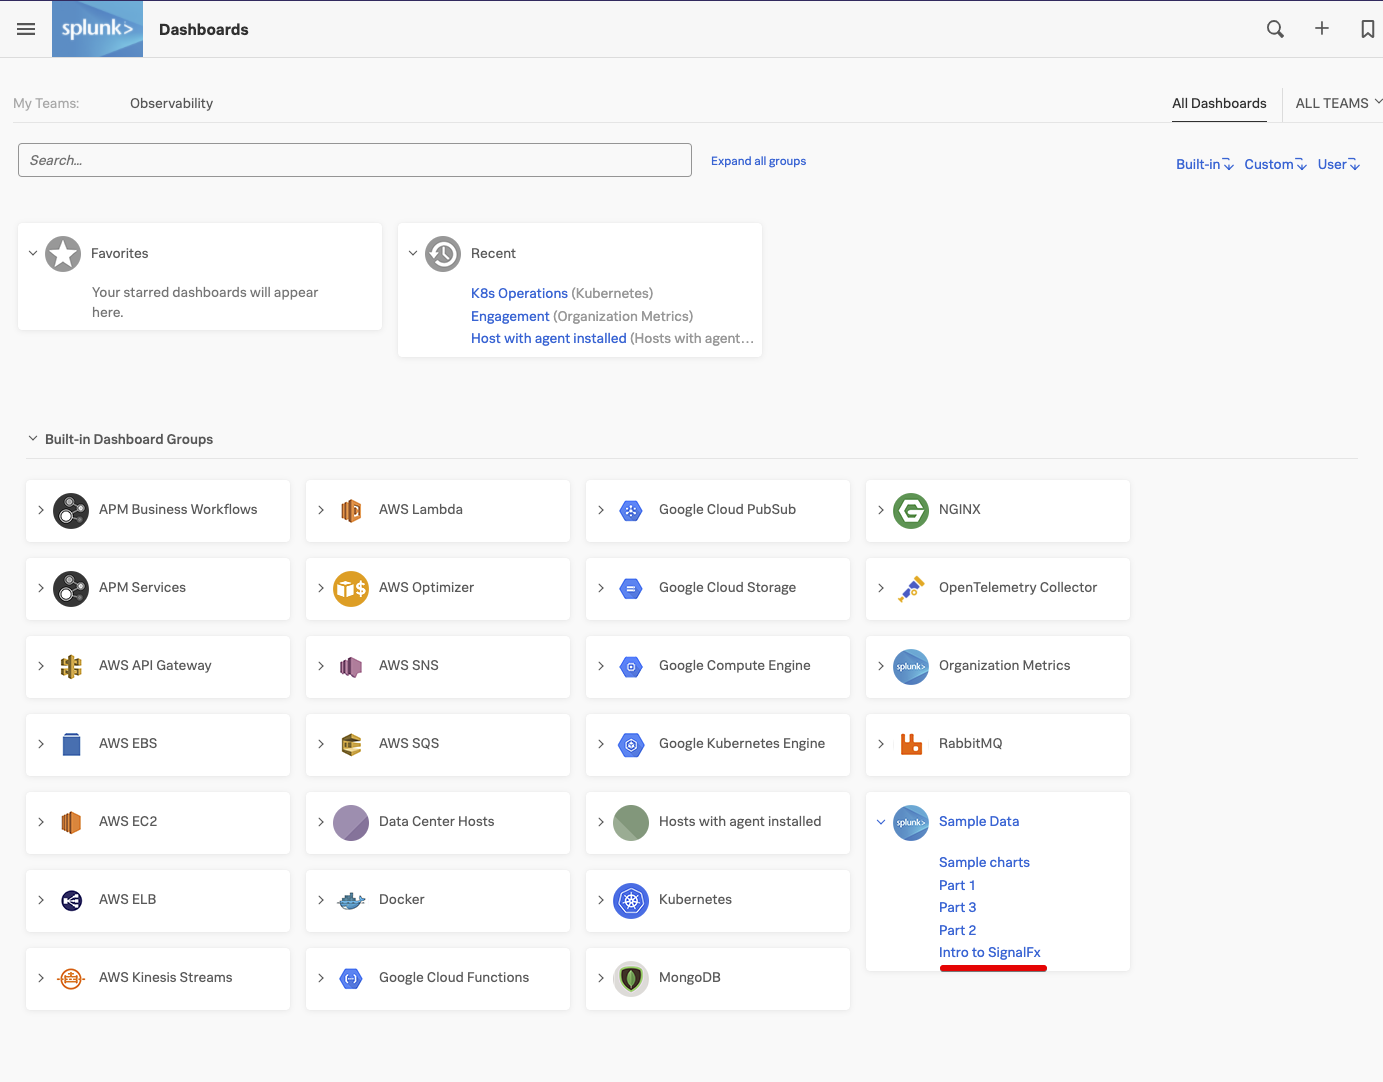 splunk>
Dashboards
My Teams:
Observability
All Dashboards
ALL TEAMS
Search...
Expand all groups
Built-in
Custom
User
Favorites
Your starred dashboards will appear
here.
Recent
K8s Operations (Kubernetes)
Engagement (Organization Metrics)
Host with agent installed (Hosts with agent…
Built-in Dashboard Groups
APM Business Workflows
AWS Lambda
Google Cloud PubSub
NGINX
APM Services
AWS Optimizer
Google Cloud Storage
OpenTelemetry Collector
AWS API Gateway
AWS SNS
Google Compute Engine
splunk>
Organization Metrics
AWS EBS
AWS SQS
Google Kubernetes Engine
RabbitMQ
AWS EC2
Data Center Hosts
Hosts with agent installed
splunk>
Sample Data
Sample charts
Part 1
Part 3
Part 2
Intro to SignalFx
AWS ELB
Docker
Kubernetes
AWS Kinesis Streams
Google Cloud Functions
MongoDB